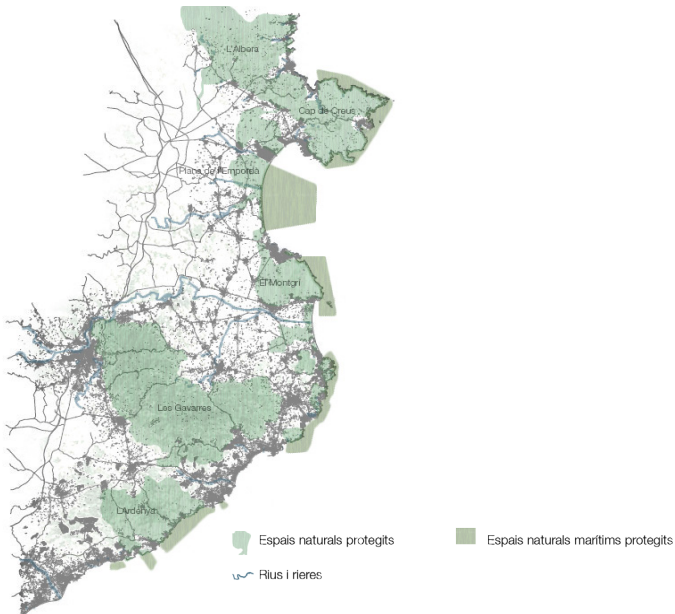 L'Albera
Cap de Creus
Plana de l'Empordà
El Montgrí
Les Gavarres
L'Ardenya
Espais naturals protegits
Espais naturals marítims protegits
Rius i rieres